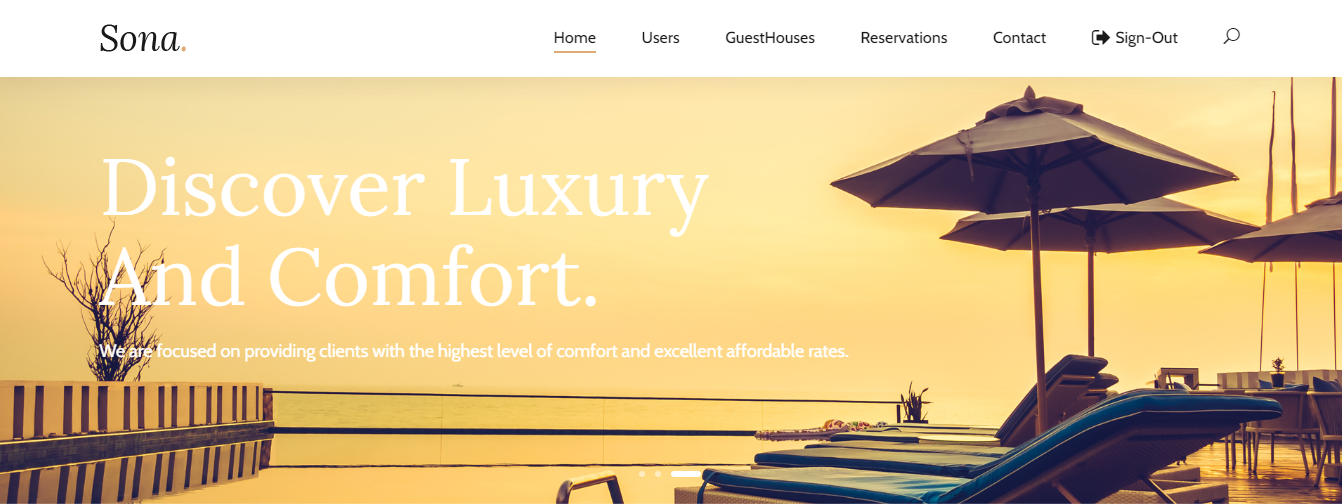 Sona.
Home Users GuestHouses Reservations Contact Sign-Out
Discover Luxury
And Comfort.
We are focused on providing clients with the highest level of comfort and excellent affordable rates.